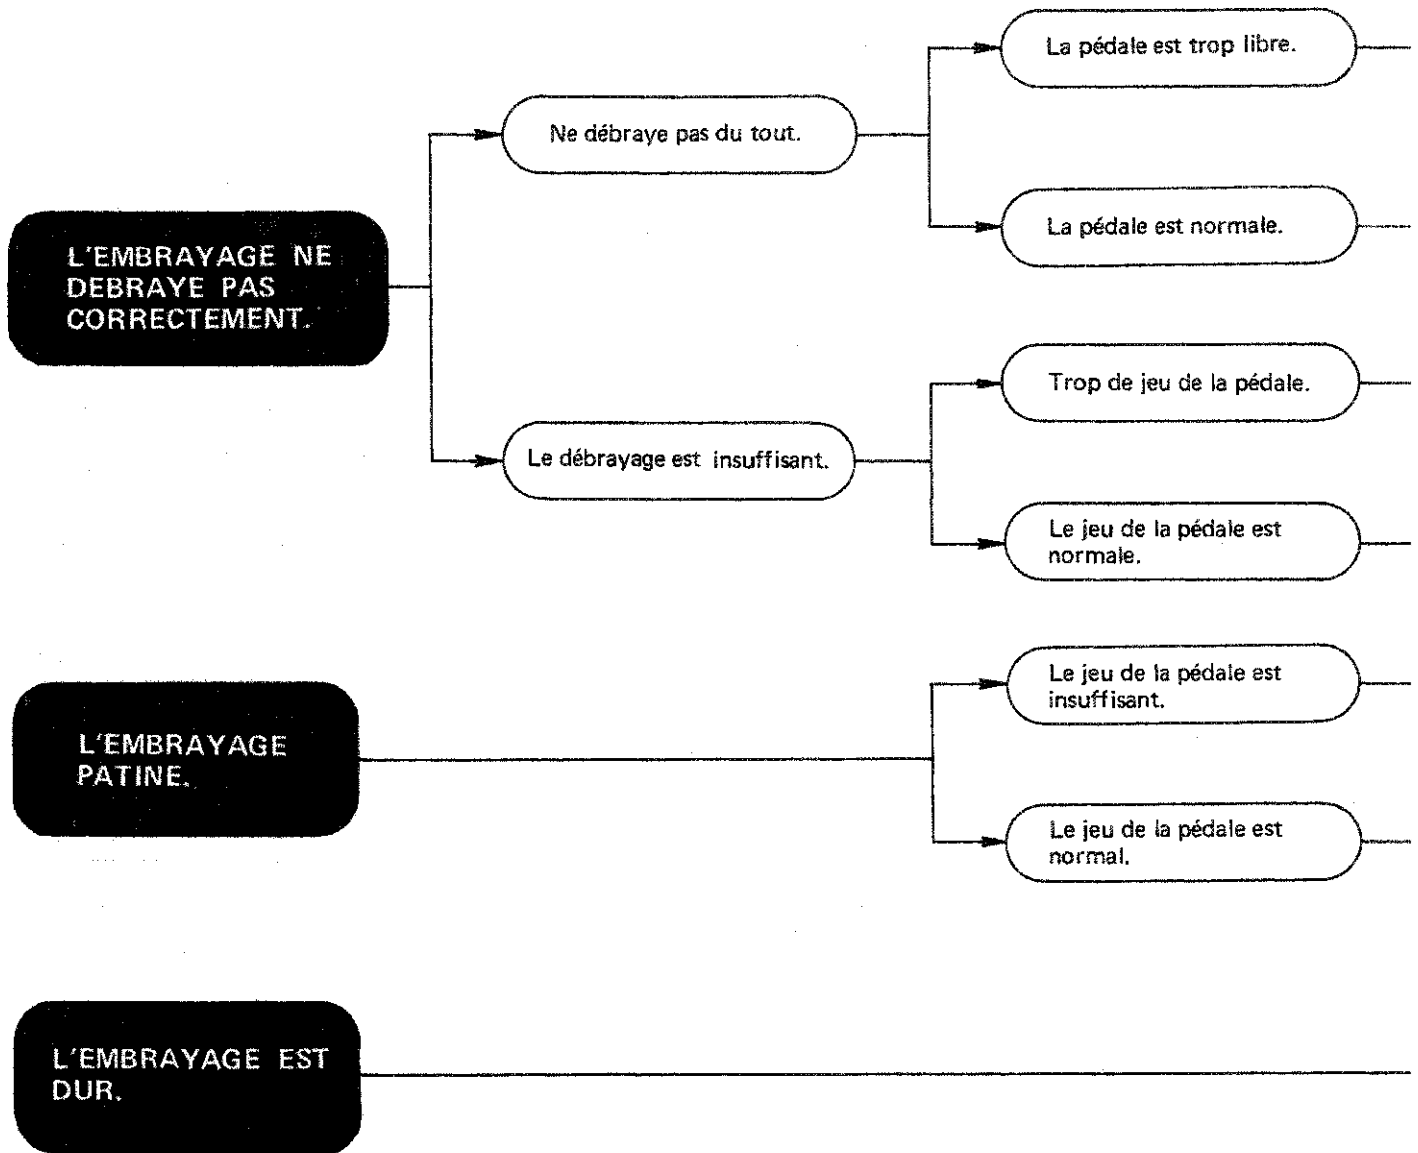 La pédale est trop libre.
Ne débraye pas du tout.
La pédale est normale.
L'EMBRAYAGE NE
DEBRAYE PAS
CORRECTEMENT.
Trop de jeu de la pédale.
Le débrayage est insuffisant.
Le jeu de la pédale est
normale.
Le jeu de la pédale est
insuffisant.
L'EMBRAYAGE
PATINE.
Le jeu de la pédale est
normal.
L'EMBRAYAGE EST
DUR.